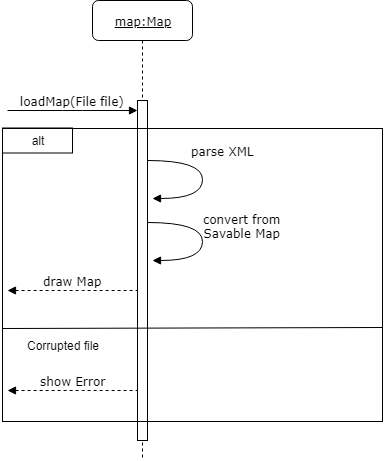 map:Map
loadMap(File file)
alt
parse XML
convert from
Savable Map
draw Map
Corrupted file
show Error